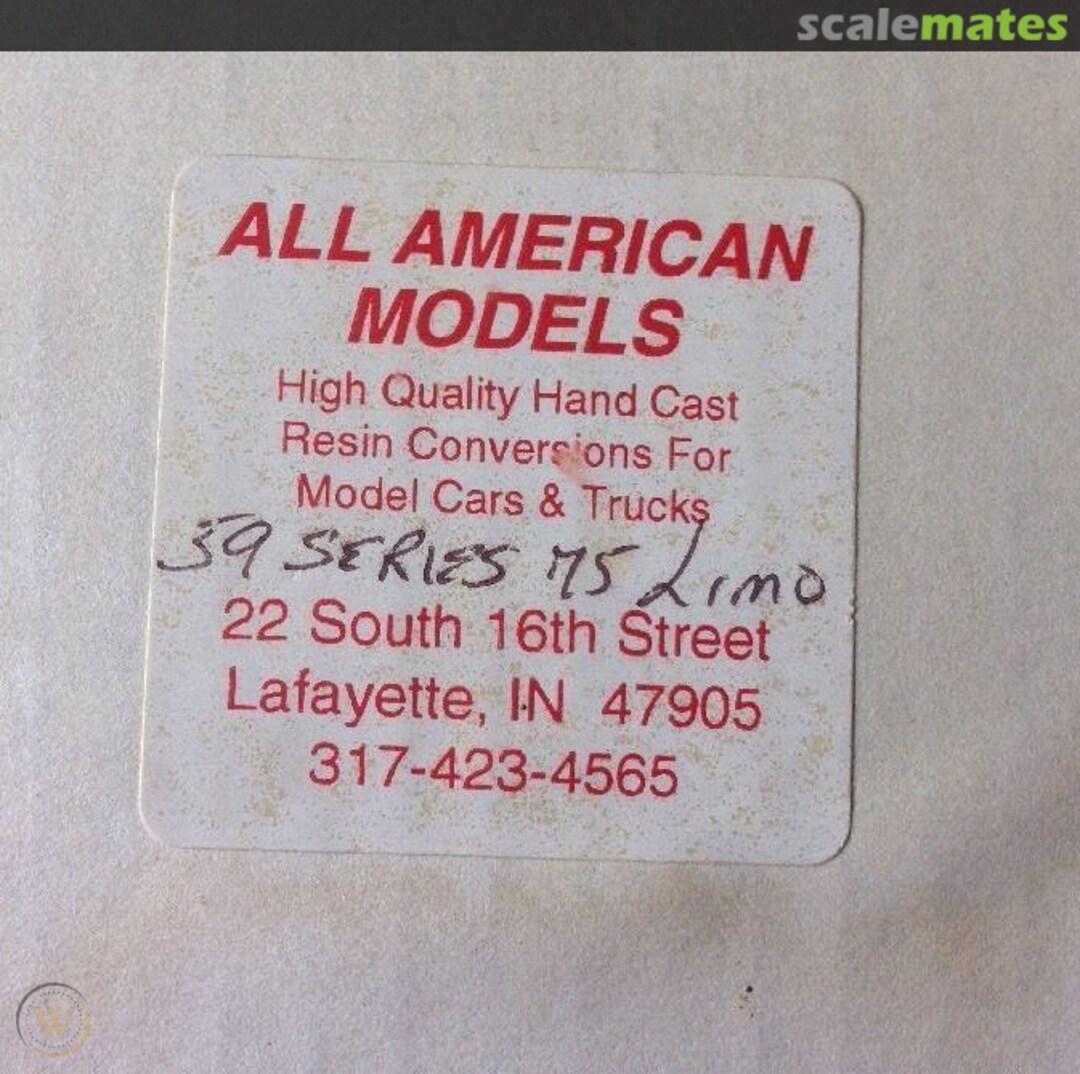 scalemates
ALL AMERICAN
MODELS
High Quality Hand Cast
Resin Conversions For
Model Cars & Trucks
59 SERIES 75 Limo
22 South 16th Street
Lafayette, IN 47905
317-423-4565
W